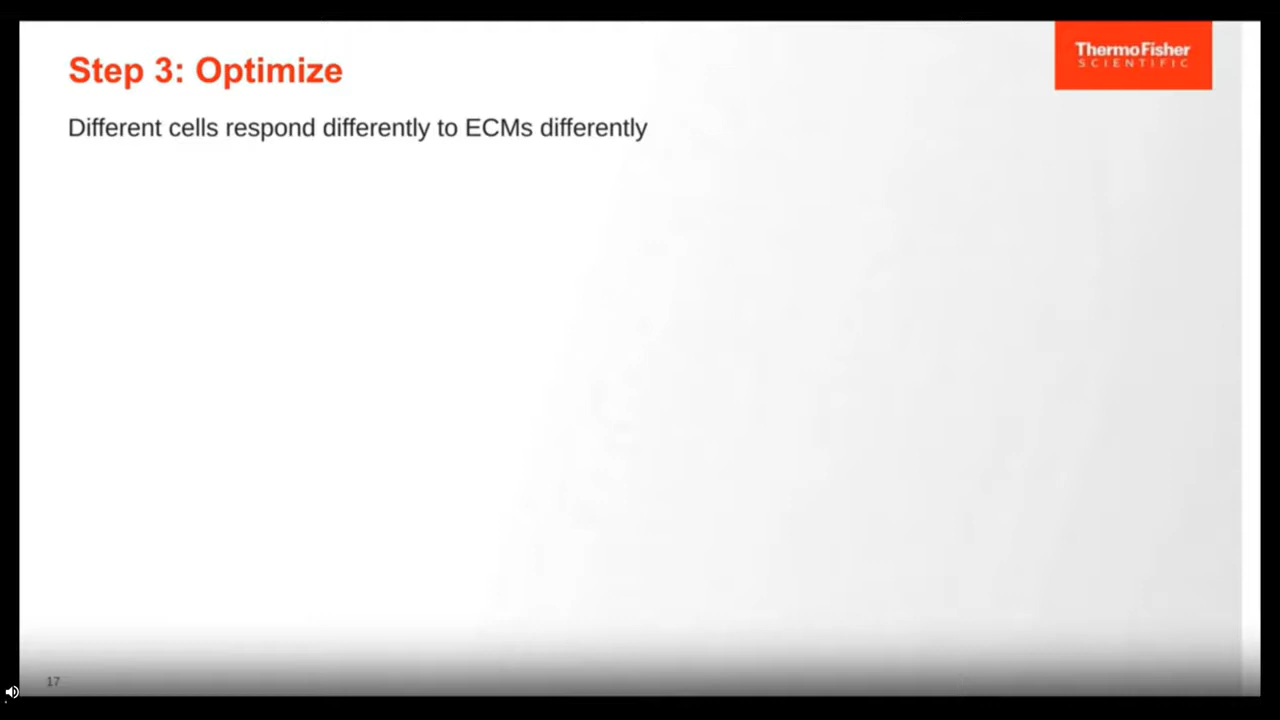 Step 3: Optimize
ThermoFisher
SCIENTIFIC
Different cells respond differently to ECMs differently
17